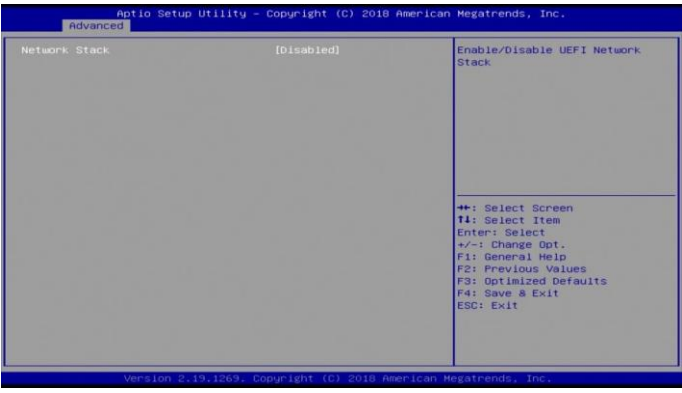 Aptio Setup Utility – Copyright (C) 2018 American Megatrends, Inc.
Advanced
Network Stack [Disabled]
Enable/Disable UEFI Network
Stack
→←: Select Screen
↑↓: Select Item
Enter: Select
+/-: Change Opt.
F1: General Help
F2: Previous Values
F3: Optimized Defaults
F4: Save & Exit
ESC: Exit
Version 2.19.1269. Copyright (C) 2018 American Megatrends, Inc.